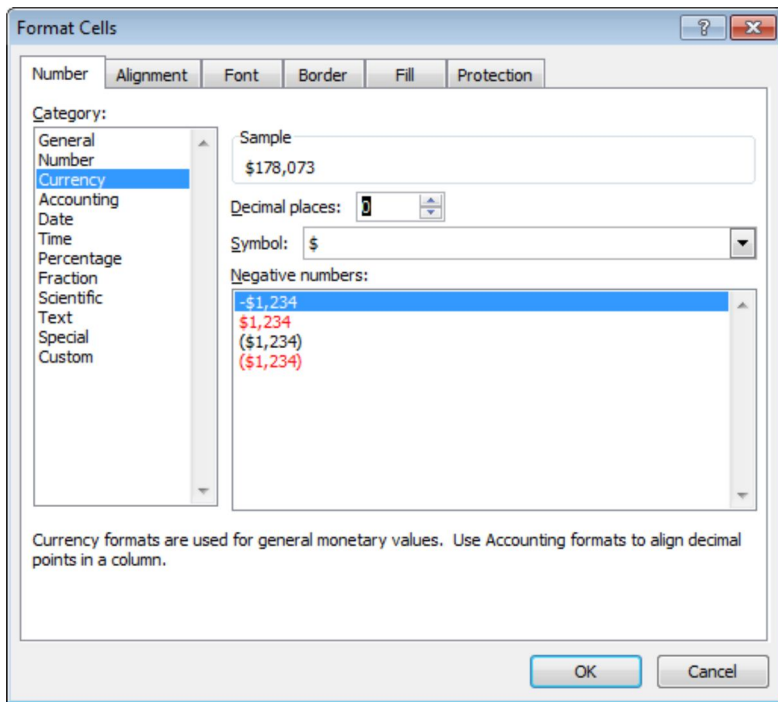 Format Cells
?
Number Alignment Font Border Fill Protection
Category:
General
Number
Currency
Accounting
Date
Time
Percentage
Fraction
Scientific
Text
Special
Custom
Sample
$178,073
Decimal places: 0
Symbol: $
Negative numbers:
-$1,234
$1,234
($1,234)
($1,234)
Currency formats are used for general monetary values.  Use Accounting formats to align decimal
points in a column.
OK Cancel